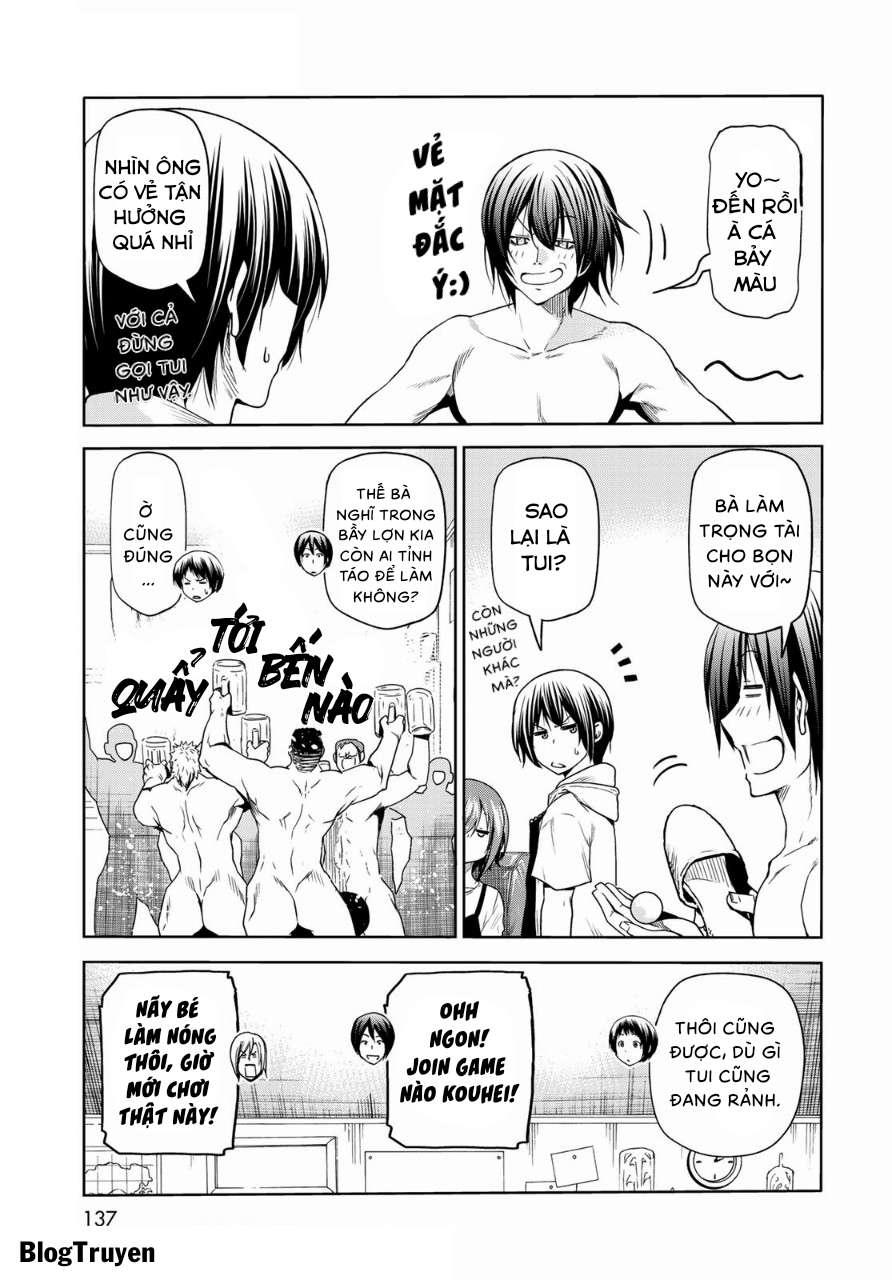 YO~
ĐẾN RỒI
À CÁ
BẢY
MÀU
VẺ
MẶT
ĐẮC
Ý:)
NHÌN ÔNG
CÓ VẺ TẬN
HƯỞNG
QUÁ NHỈ
VỚI CẢ
ĐỪNG
GỌI TUI
NHƯ VẬY.
BÀ LÀM
TRỌNG TÀI
CHO BỌN
NÀY VỚI~
SAO
LẠI LÀ
TUI?
CÒN
NHỮNG
NGƯỜI
KHÁC
MÀ?
THẾ BÀ
NGHĨ TRONG
BẦY LỢN KIA
CÒN AI TỈNH
TÁO ĐỂ LÀM
KHÔNG?
Ờ
CŨNG
ĐÚNG
...
QUẨY
TỚI
BẾN
NÀO
THÔI CŨNG
ĐƯỢC, DÙ GÌ
TUI CŨNG
ĐANG RẢNH.
OHH
NGON!
JOIN GAME
NÀO KOUHEI!
NÃY BÉ
LÀM NÓNG
THÔI, GIỜ
MỚI CHƠI
THẬT NÀY!
137
BlogTruyen